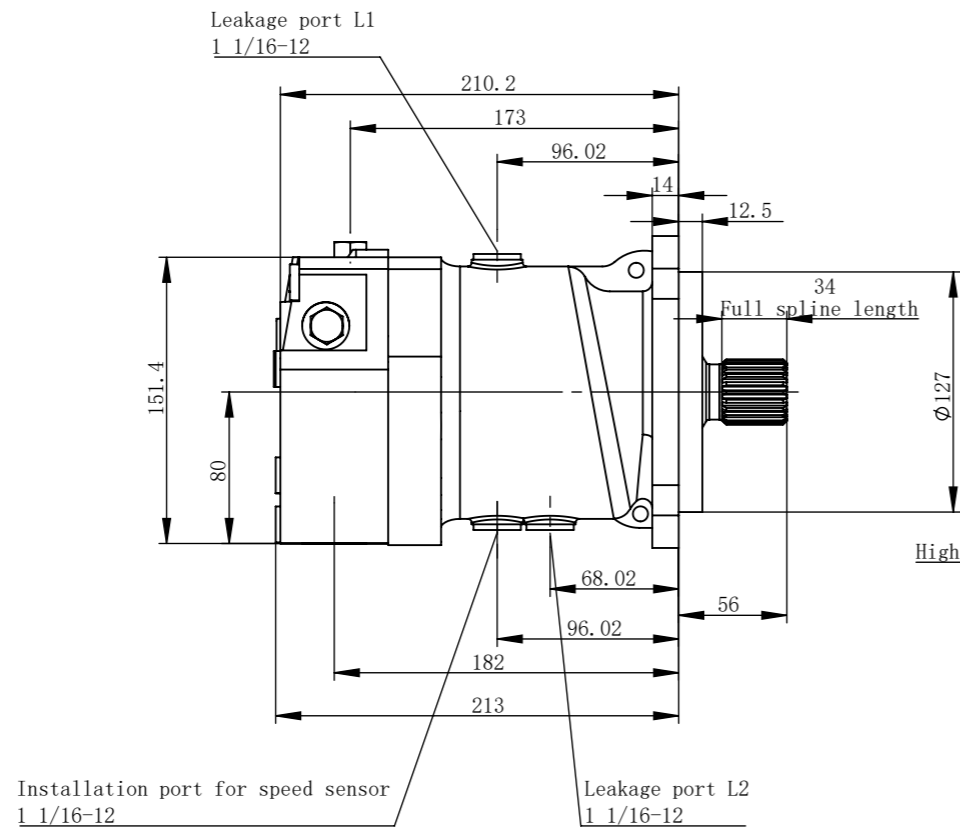 Leakage port L1
1 1/16-12
210.2
173
96.02
14
12.5
34
Full spline length
151.4
80
Ø127
High
68.02
56
96.02
182
213
Installation port for speed sensor
1 1/16-12
Leakage port L2
1 1/16-12